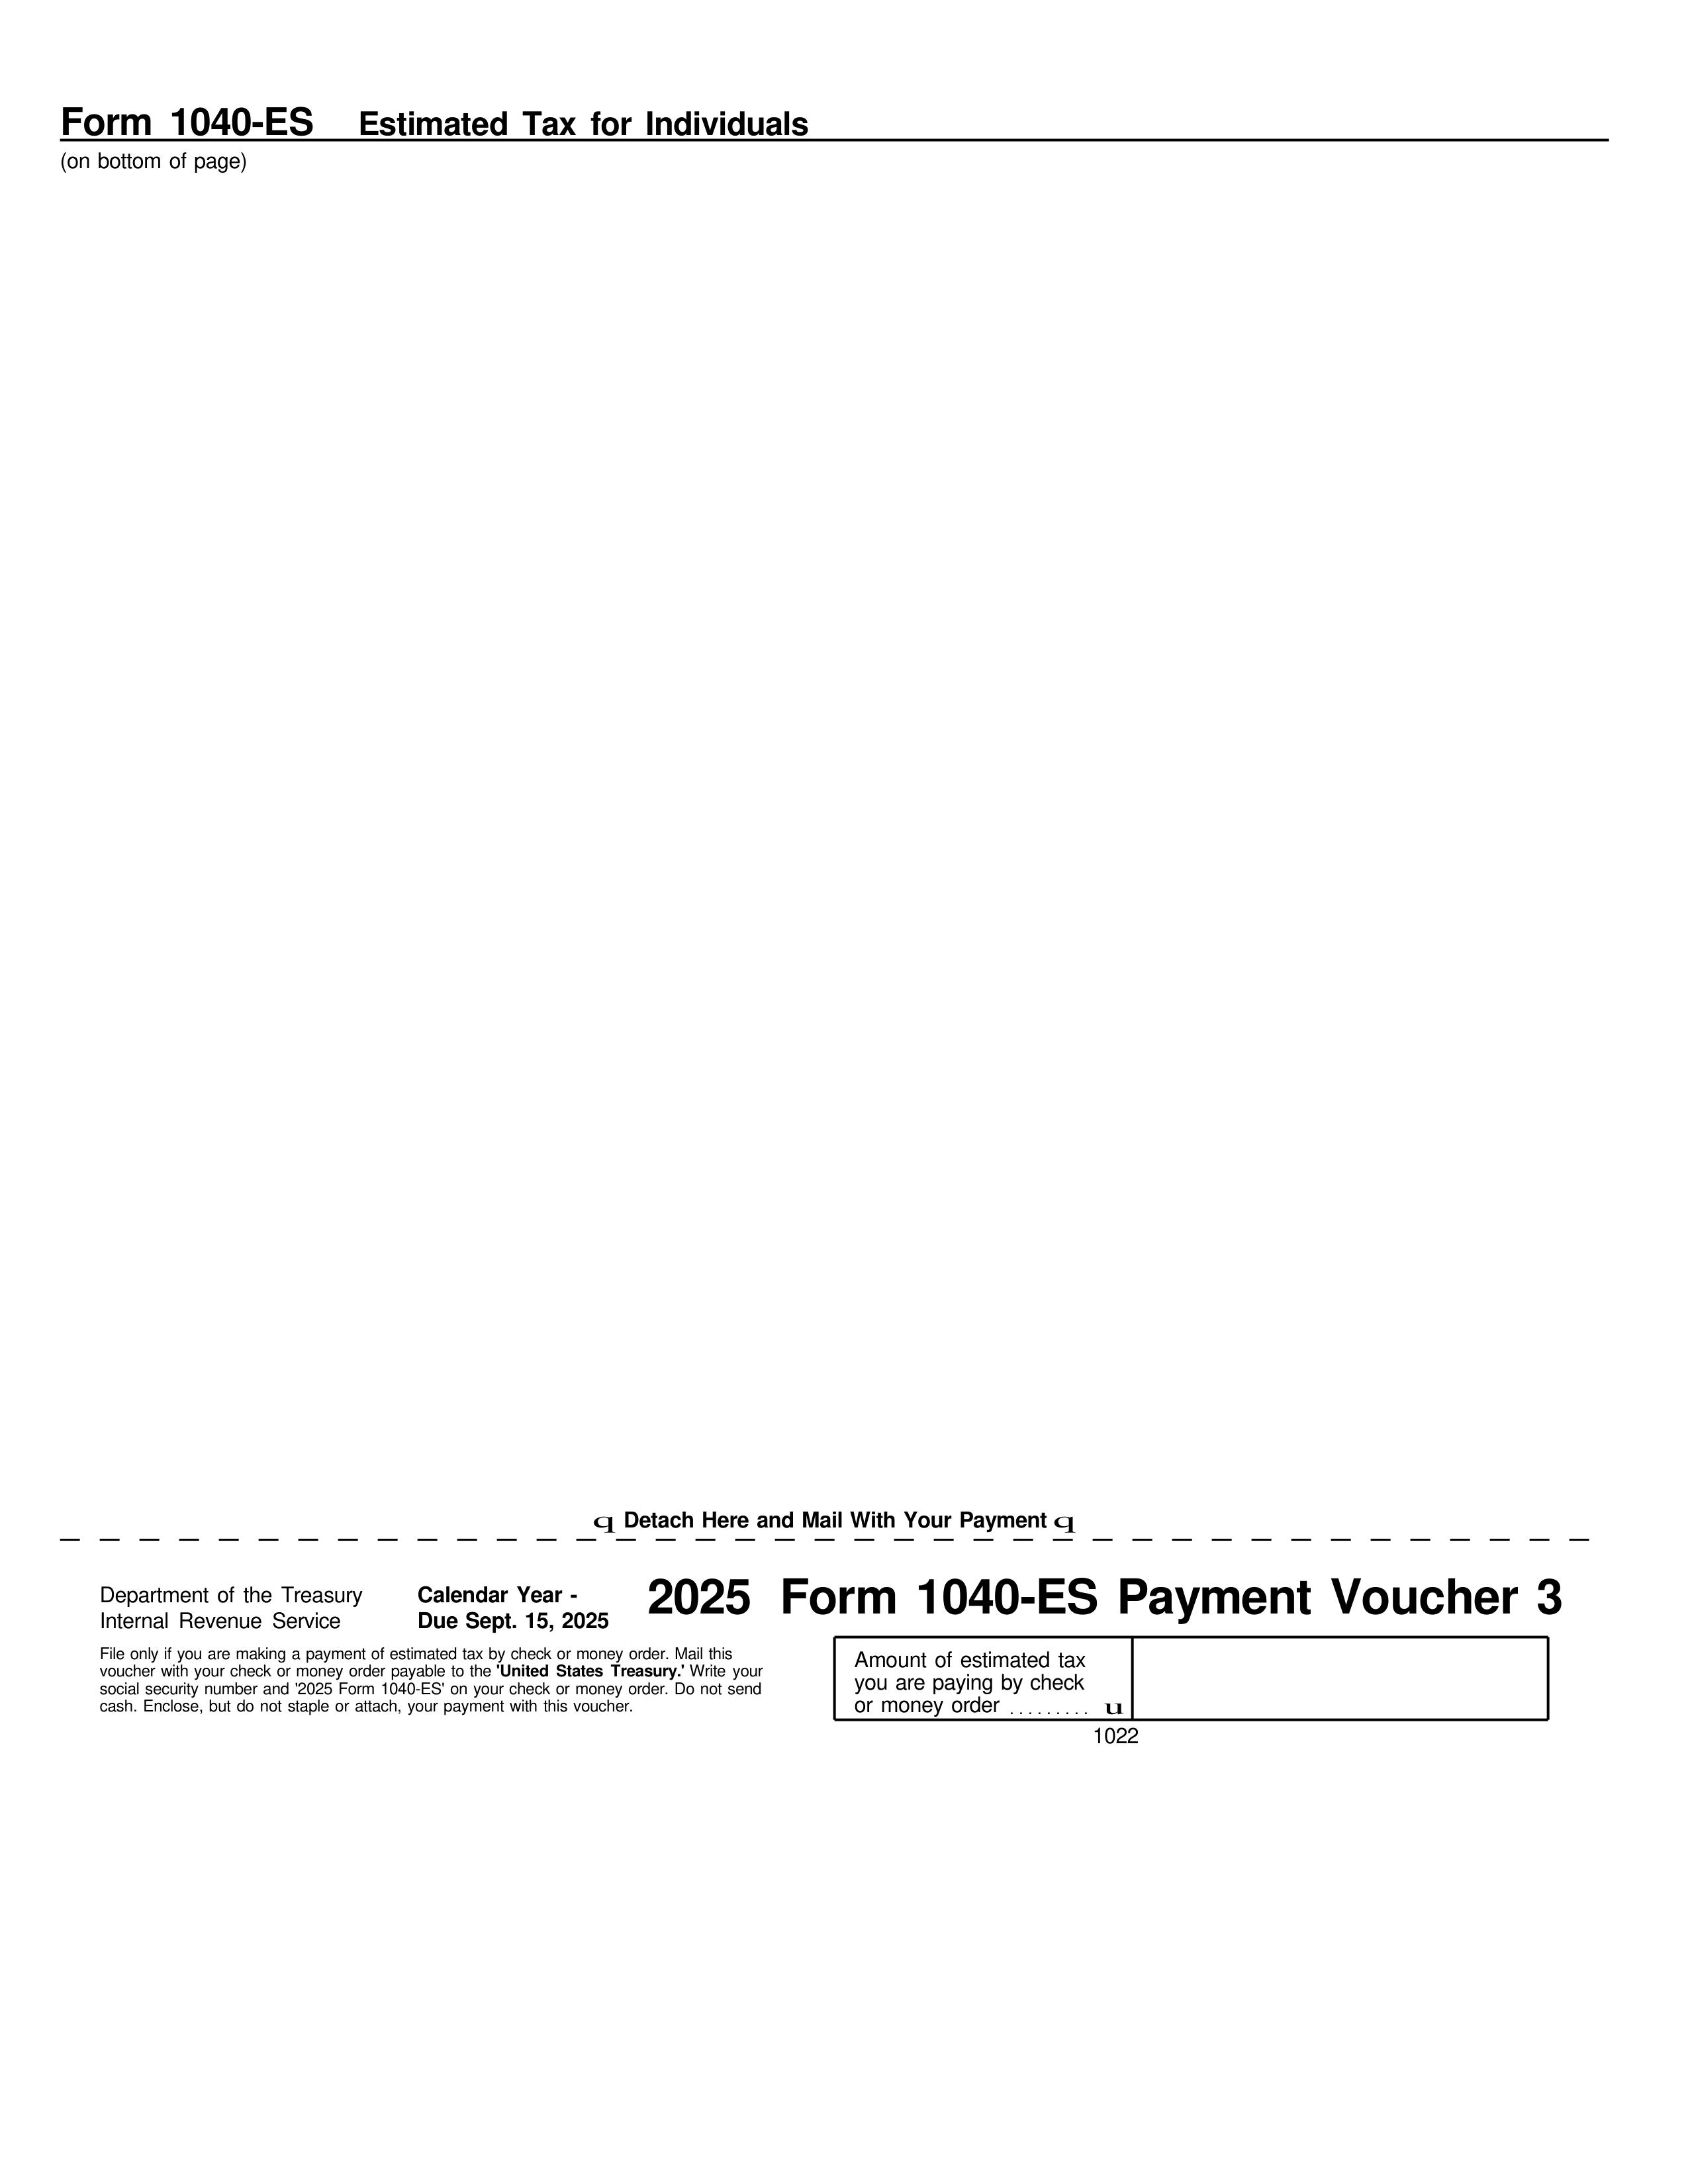 Form 1040-ES Estimated Tax for Individuals
(on bottom of page)
q Detach Here and Mail With Your Payment q
Department of the Treasury
Internal Revenue Service
Calendar Year -
Due Sept. 15, 2025
2025 Form 1040-ES Payment Voucher 3
File only if you are making a payment of estimated tax by check or money order. Mail this
voucher with your check or money order payable to the 'United States Treasury.' Write your
social security number and '2025 Form 1040-ES' on your check or money order. Do not send
cash. Enclose, but do not staple or attach, your payment with this voucher.
Amount of estimated tax
you are paying by check
or money order ......... u
1022